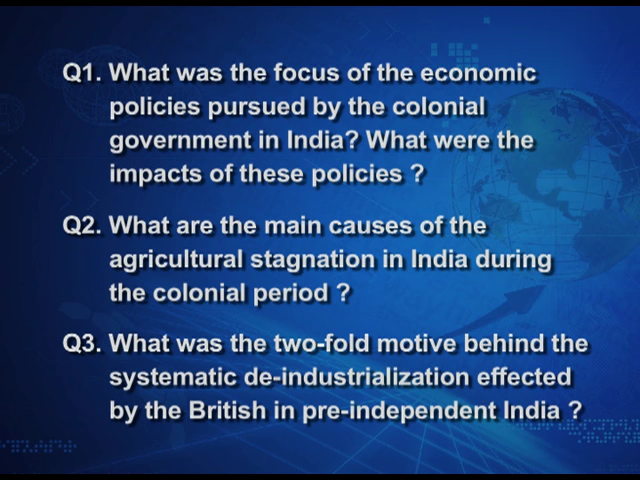 Q1. What was the focus of the economic
policies pursued by the colonial
government in India? What were the
impacts of these policies ?
Q2. What are the main causes of the
agricultural stagnation in India during
the colonial period ?
Q3. What was the two-fold motive behind the
systematic de-industrialization effected
by the British in pre-independent India ?